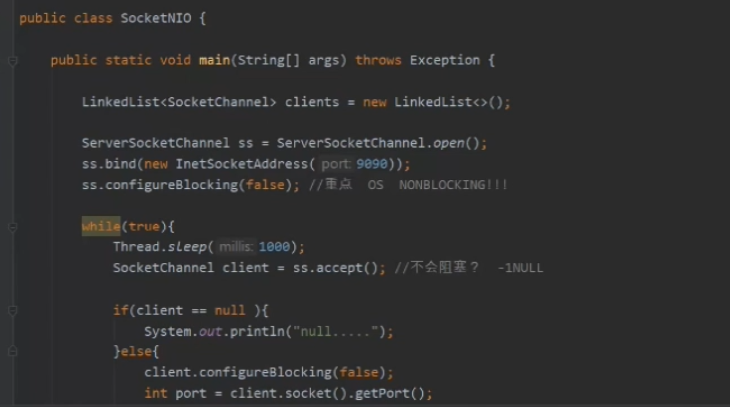 public class SocketNIO {
public static void main(String[] args) throws Exception {
LinkedList<SocketChannel> clients = new LinkedList<>();
ServerSocketChannel ss = ServerSocketChannel.open();
ss.bind(new InetSocketAddress( port: 9090));
ss.configureBlocking(false); //重点 OS NONBLOCKING!!!
while(true){
Thread.sleep( millis: 1000);
SocketChannel client = ss.accept(); //不会阻塞？ -1NULL
if(client == null ){
System.out.println("null.....");
}else{
client.configureBlocking(false);
int port = client.socket().getPort();